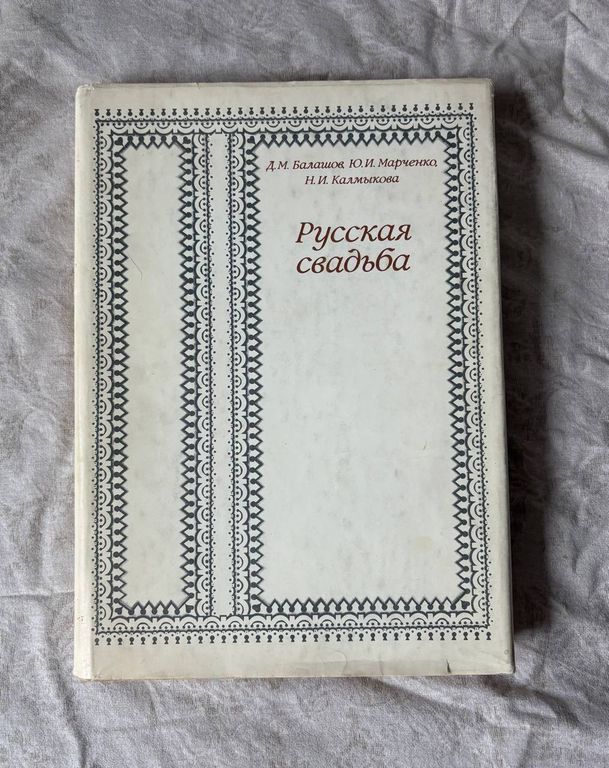 Д. М. Балашов, Ю. И. Марченко,
Н. И. Калмыкова
Русская
свадьба